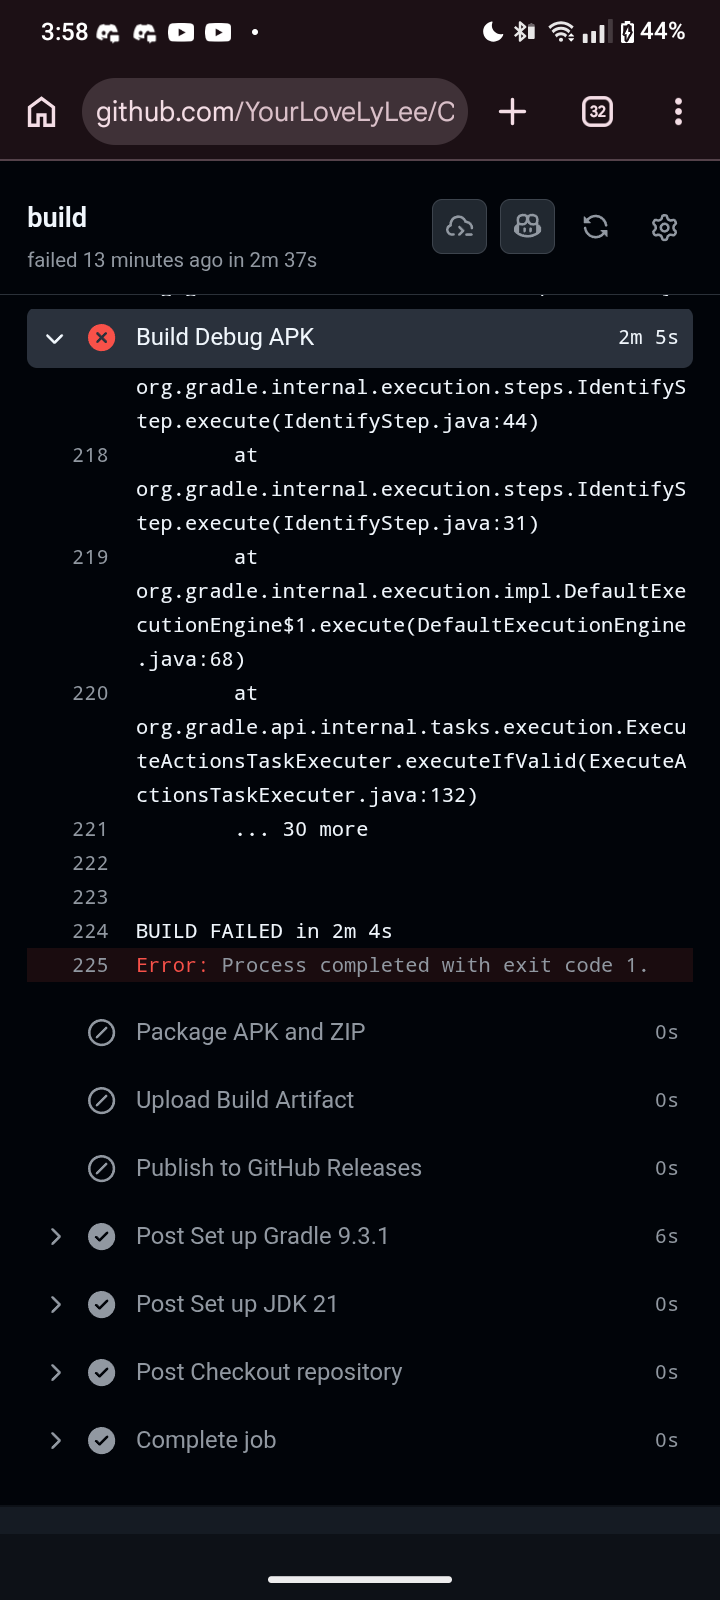 3:58
44%
github.com/YourLoveLyLee/C
32
build
failed 13 minutes ago in 2m 37s
Build Debug APK 2m 5s
org.gradle.internal.execution.steps.IdentifyS
tep.execute(IdentifyStep.java:44)
218 at
org.gradle.internal.execution.steps.IdentifyS
tep.execute(IdentifyStep.java:31)
219 at
org.gradle.internal.execution.impl.DefaultExe
cutionEngine$1.execute(DefaultExecutionEngine
.java:68)
220 at
org.gradle.api.internal.tasks.execution.Execu
teActionsTaskExecuter.executeIfValid(ExecuteA
ctionsTaskExecuter.java:132)
221 ... 30 more
222
223
224 BUILD FAILED in 2m 4s
225 Error: Process completed with exit code 1.
Package APK and ZIP 0s
Upload Build Artifact 0s
Publish to GitHub Releases 0s
Post Set up Gradle 9.3.1 6s
Post Set up JDK 21 0s
Post Checkout repository 0s
Complete job 0s